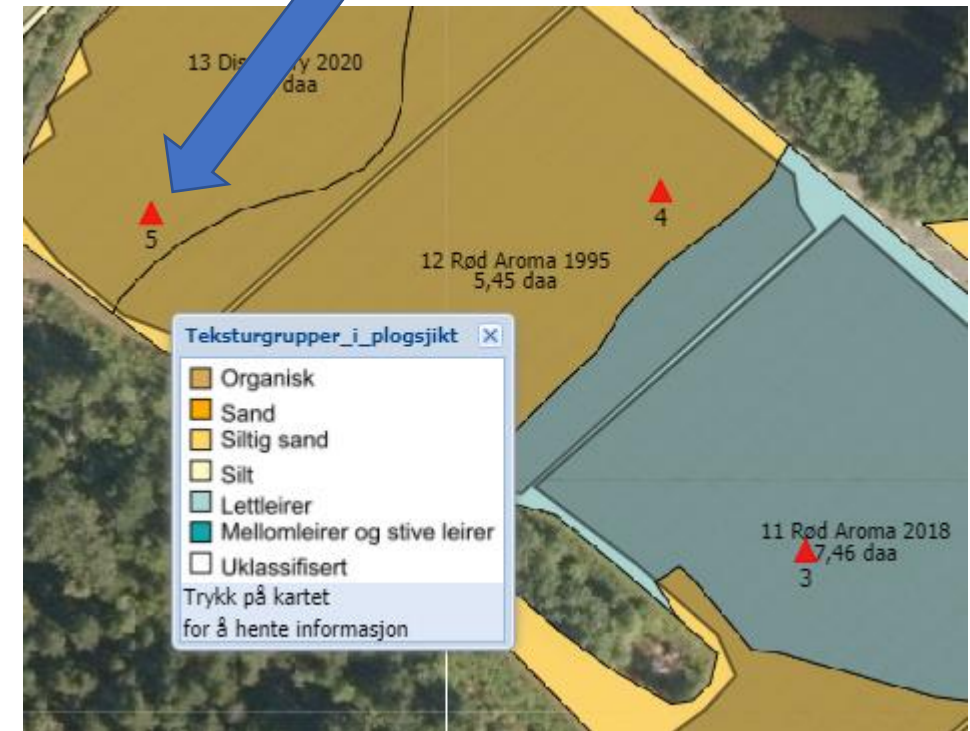 13 2020
daa
5
4
12 Rød Aroma 1995
5,45 daa
Teksturgrupper_i_plogsjikt
Organisk
Sand
Siltig sand
Silt
Lettleirer
Mellomleirer og stive leirer
Uklassifisert
Trykk på kartet
for å hente informasjon
11 Rød Aroma 2018
7,46 daa
3